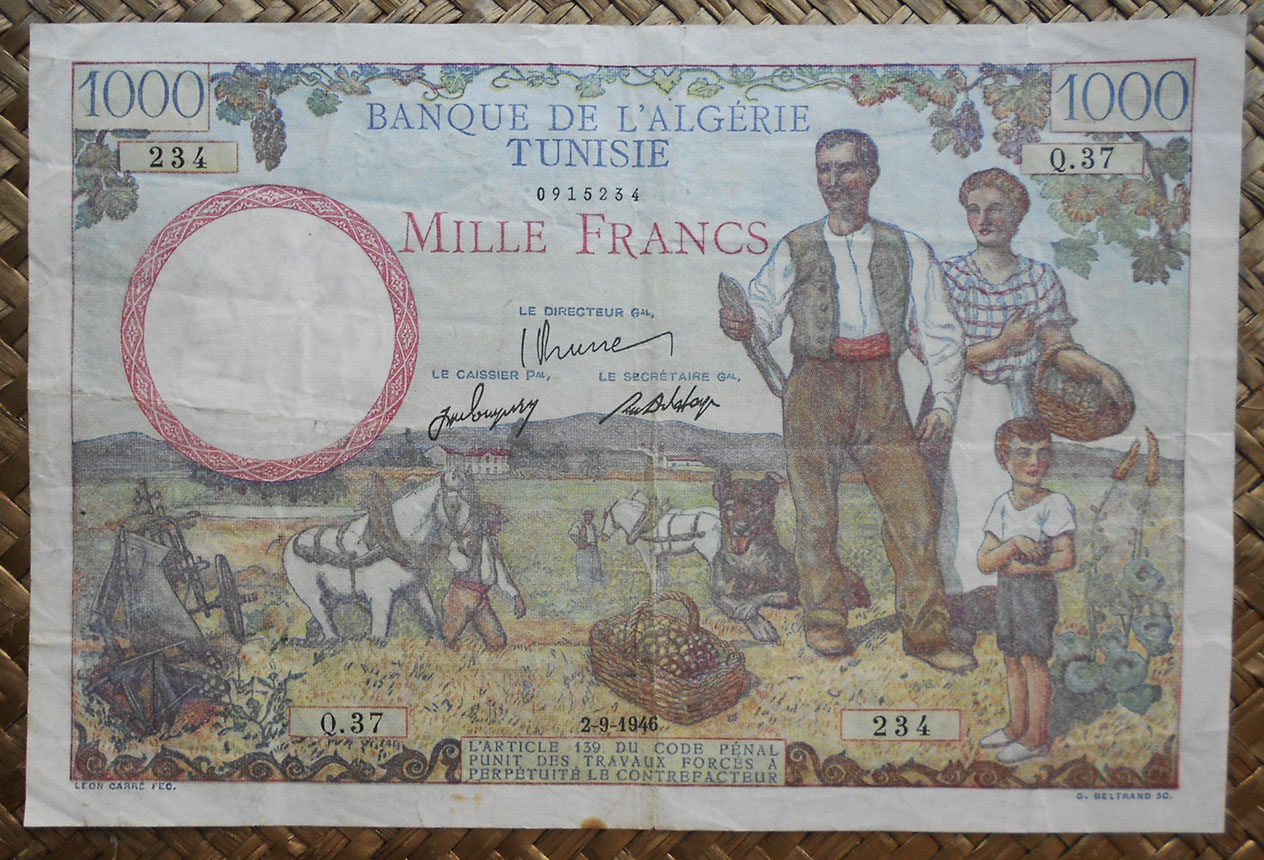 1000
1000
BANQUE DE L'ALGÉRIE
TUNISIE
234
Q.37
0915234
MILLE FRANCS
LE DIRECTEUR GAL,
LE CAISSIER PAL,
LE SECRÉTAIRE GAL,
Q.37
2-9-1946
234
L'ARTICLE 139 DU CODE PÉNAL
PUNIT DES TRAVAUX FORCÉS A
PERPÉTUITÉ LE CONTREFACTEUR
LÉON CARRÉ FEC.
G. BELTRAND SC.